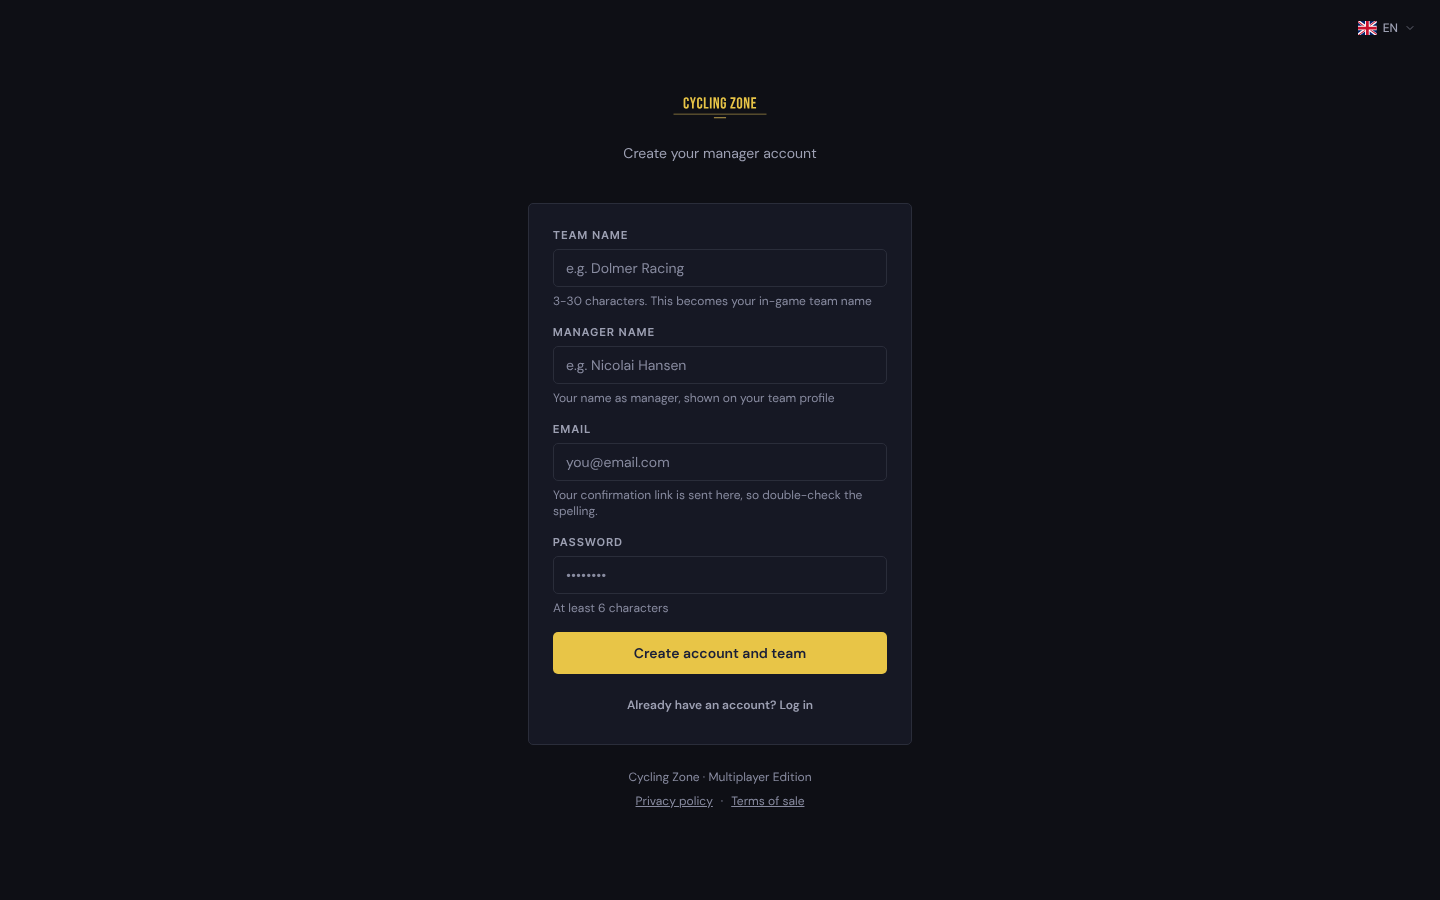 EN
CYCLING ZONE
Create your manager account
TEAM NAME
e.g. Dolmer Racing
3-30 characters. This becomes your in-game team name
MANAGER NAME
e.g. Nicolai Hansen
Your name as manager, shown on your team profile
EMAIL
you@email.com
Your confirmation link is sent here, so double-check the
spelling.
PASSWORD
••••••••
At least 6 characters
Create account and team
Already have an account? Log in
Cycling Zone · Multiplayer Edition
Privacy policy · Terms of sale